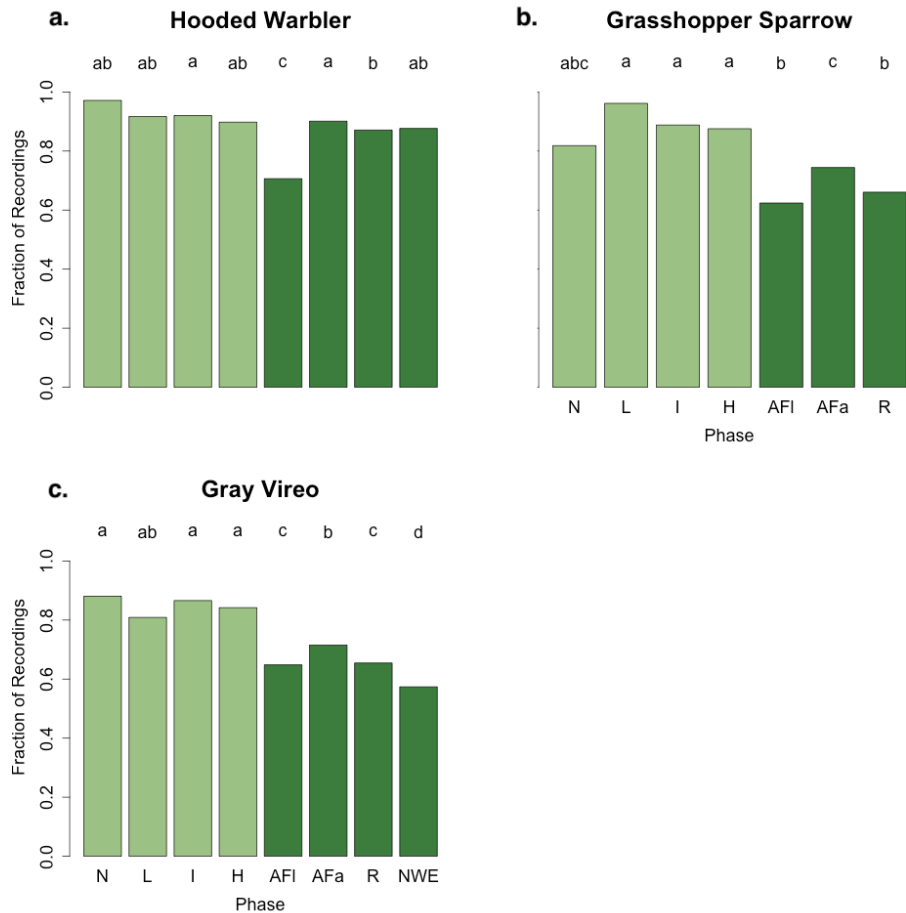 a. Hooded Warbler
ab ab a ab c a b ab
1.0
0.8
0.6
0.4
0.2
0.0
Fraction of Recordings
b. Grasshopper Sparrow
abc a a a b c b
N L I H AFl AFa R
Phase
c. Gray Vireo
a ab a a c b c d
1.0
0.8
0.6
0.4
0.2
0.0
Fraction of Recordings
N L I H AFl AFa R NWE
Phase